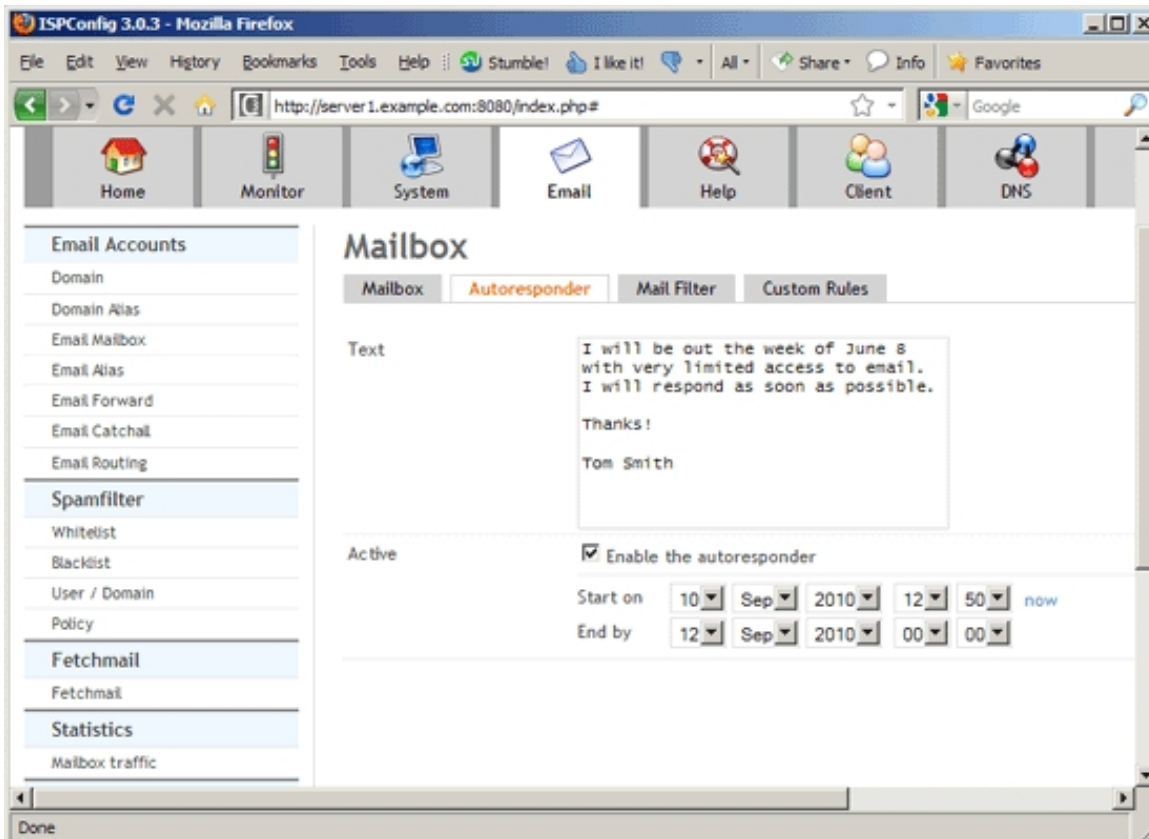 ISPConfig 3.0.3 - Mozilla Firefox
File Edit View History Bookmarks Tools Help Stumble! I like it! All Share Info Favorites
http://server1.example.com:8080/index.php# Google
Home Monitor System Email Help Client DNS
Email Accounts
Domain
Domain Alias
Email Mailbox
Email Alias
Email Forward
Email Catchall
Email Routing
Spamfilter
Whitelist
Blacklist
User / Domain
Policy
Fetchmail
Fetchmail
Statistics
Mailbox traffic
Mailbox
Mailbox Autoresponder Mail Filter Custom Rules
Text
I will be out the week of June 8
with very limited access to email.
I will respond as soon as possible.
Thanks!
Tom Smith
Active Enable the autoresponder
Start on 10 Sep 2010 12 50 now
End by 12 Sep 2010 00 00
Done